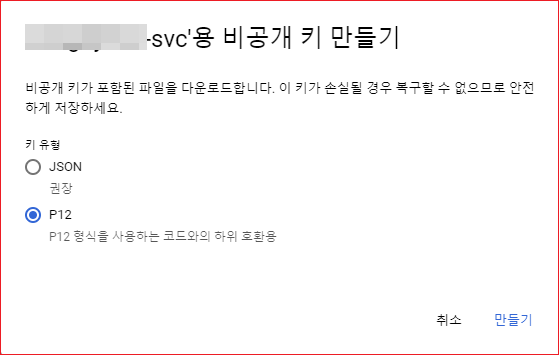 -svc'용 비공개 키 만들기
비공개 키가 포함된 파일을 다운로드합니다. 이 키가 손실될 경우 복구할 수 없으므로 안전
하게 저장하세요.
키 유형
JSON
권장
P12
P12 형식을 사용하는 코드와의 하위 호환용
취소
만들기